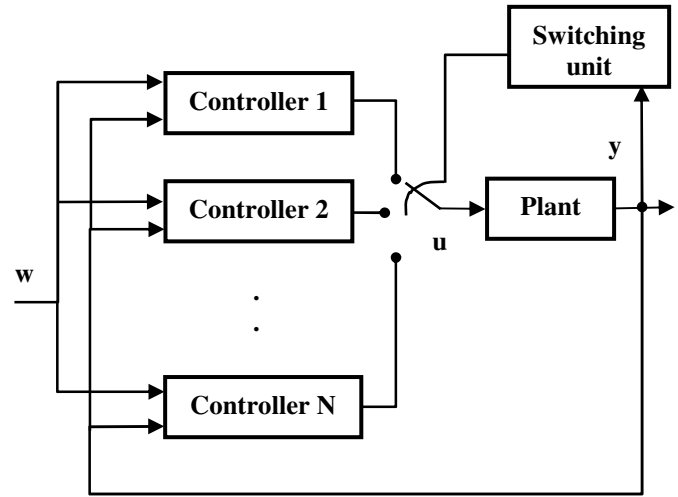 Switching
unit
Controller 1
y
Controller 2
Plant
u
w
.
.
Controller N